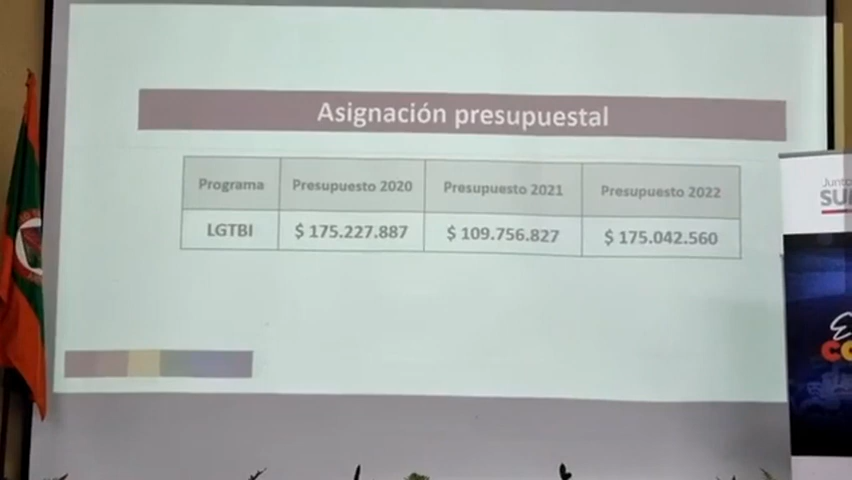 Asignación presupuestal
Programa Presupuesto 2020 Presupuesto 2021 Presupuesto 2022
LGTBI $ 175.227.887 $ 109.756.827 $ 175.042.560